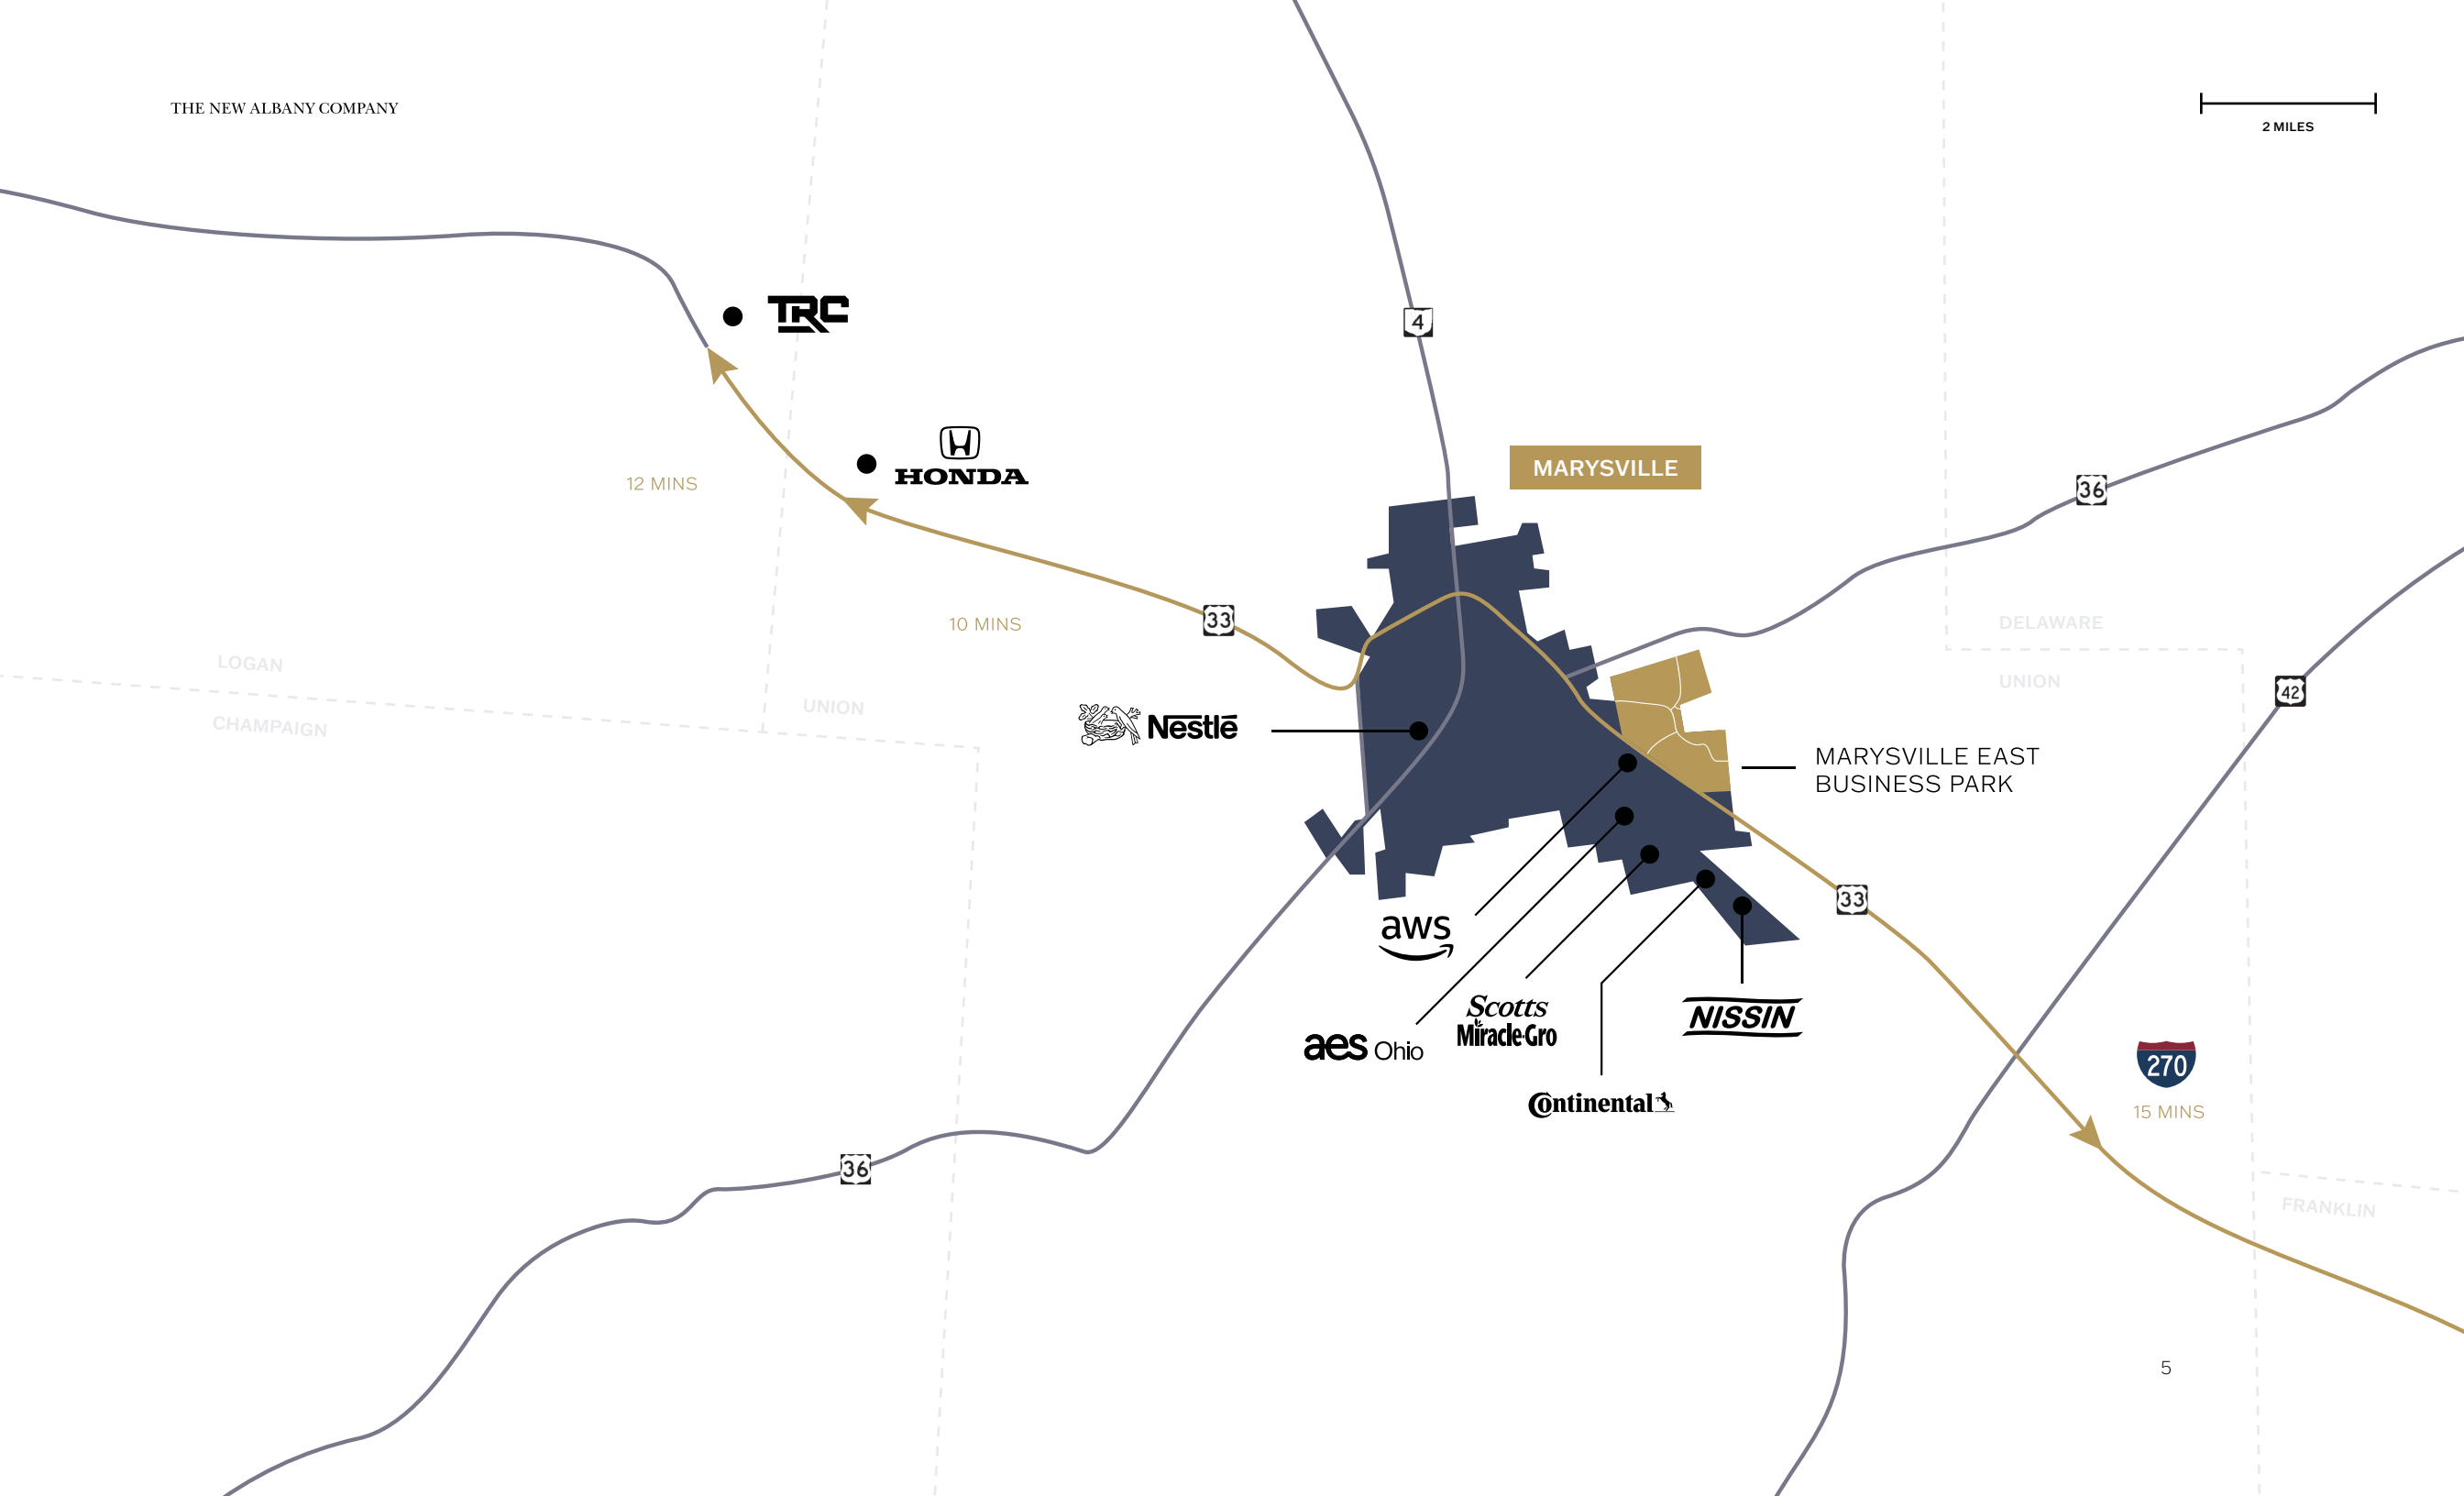 THE NEW ALBANY COMPANY
2 MILES
TRC
4
HONDA
MARYSVILLE
12 MINS
36
33
10 MINS
DELAWARE
LOGAN
UNION
UNION
42
CHAMPAIGN
Nestlé
MARYSVILLE EAST
BUSINESS PARK
33
aws
Scotts
Miracle-Gro
NISSIN
aes Ohio
270
Continental
15 MINS
36
FRANKLIN
5